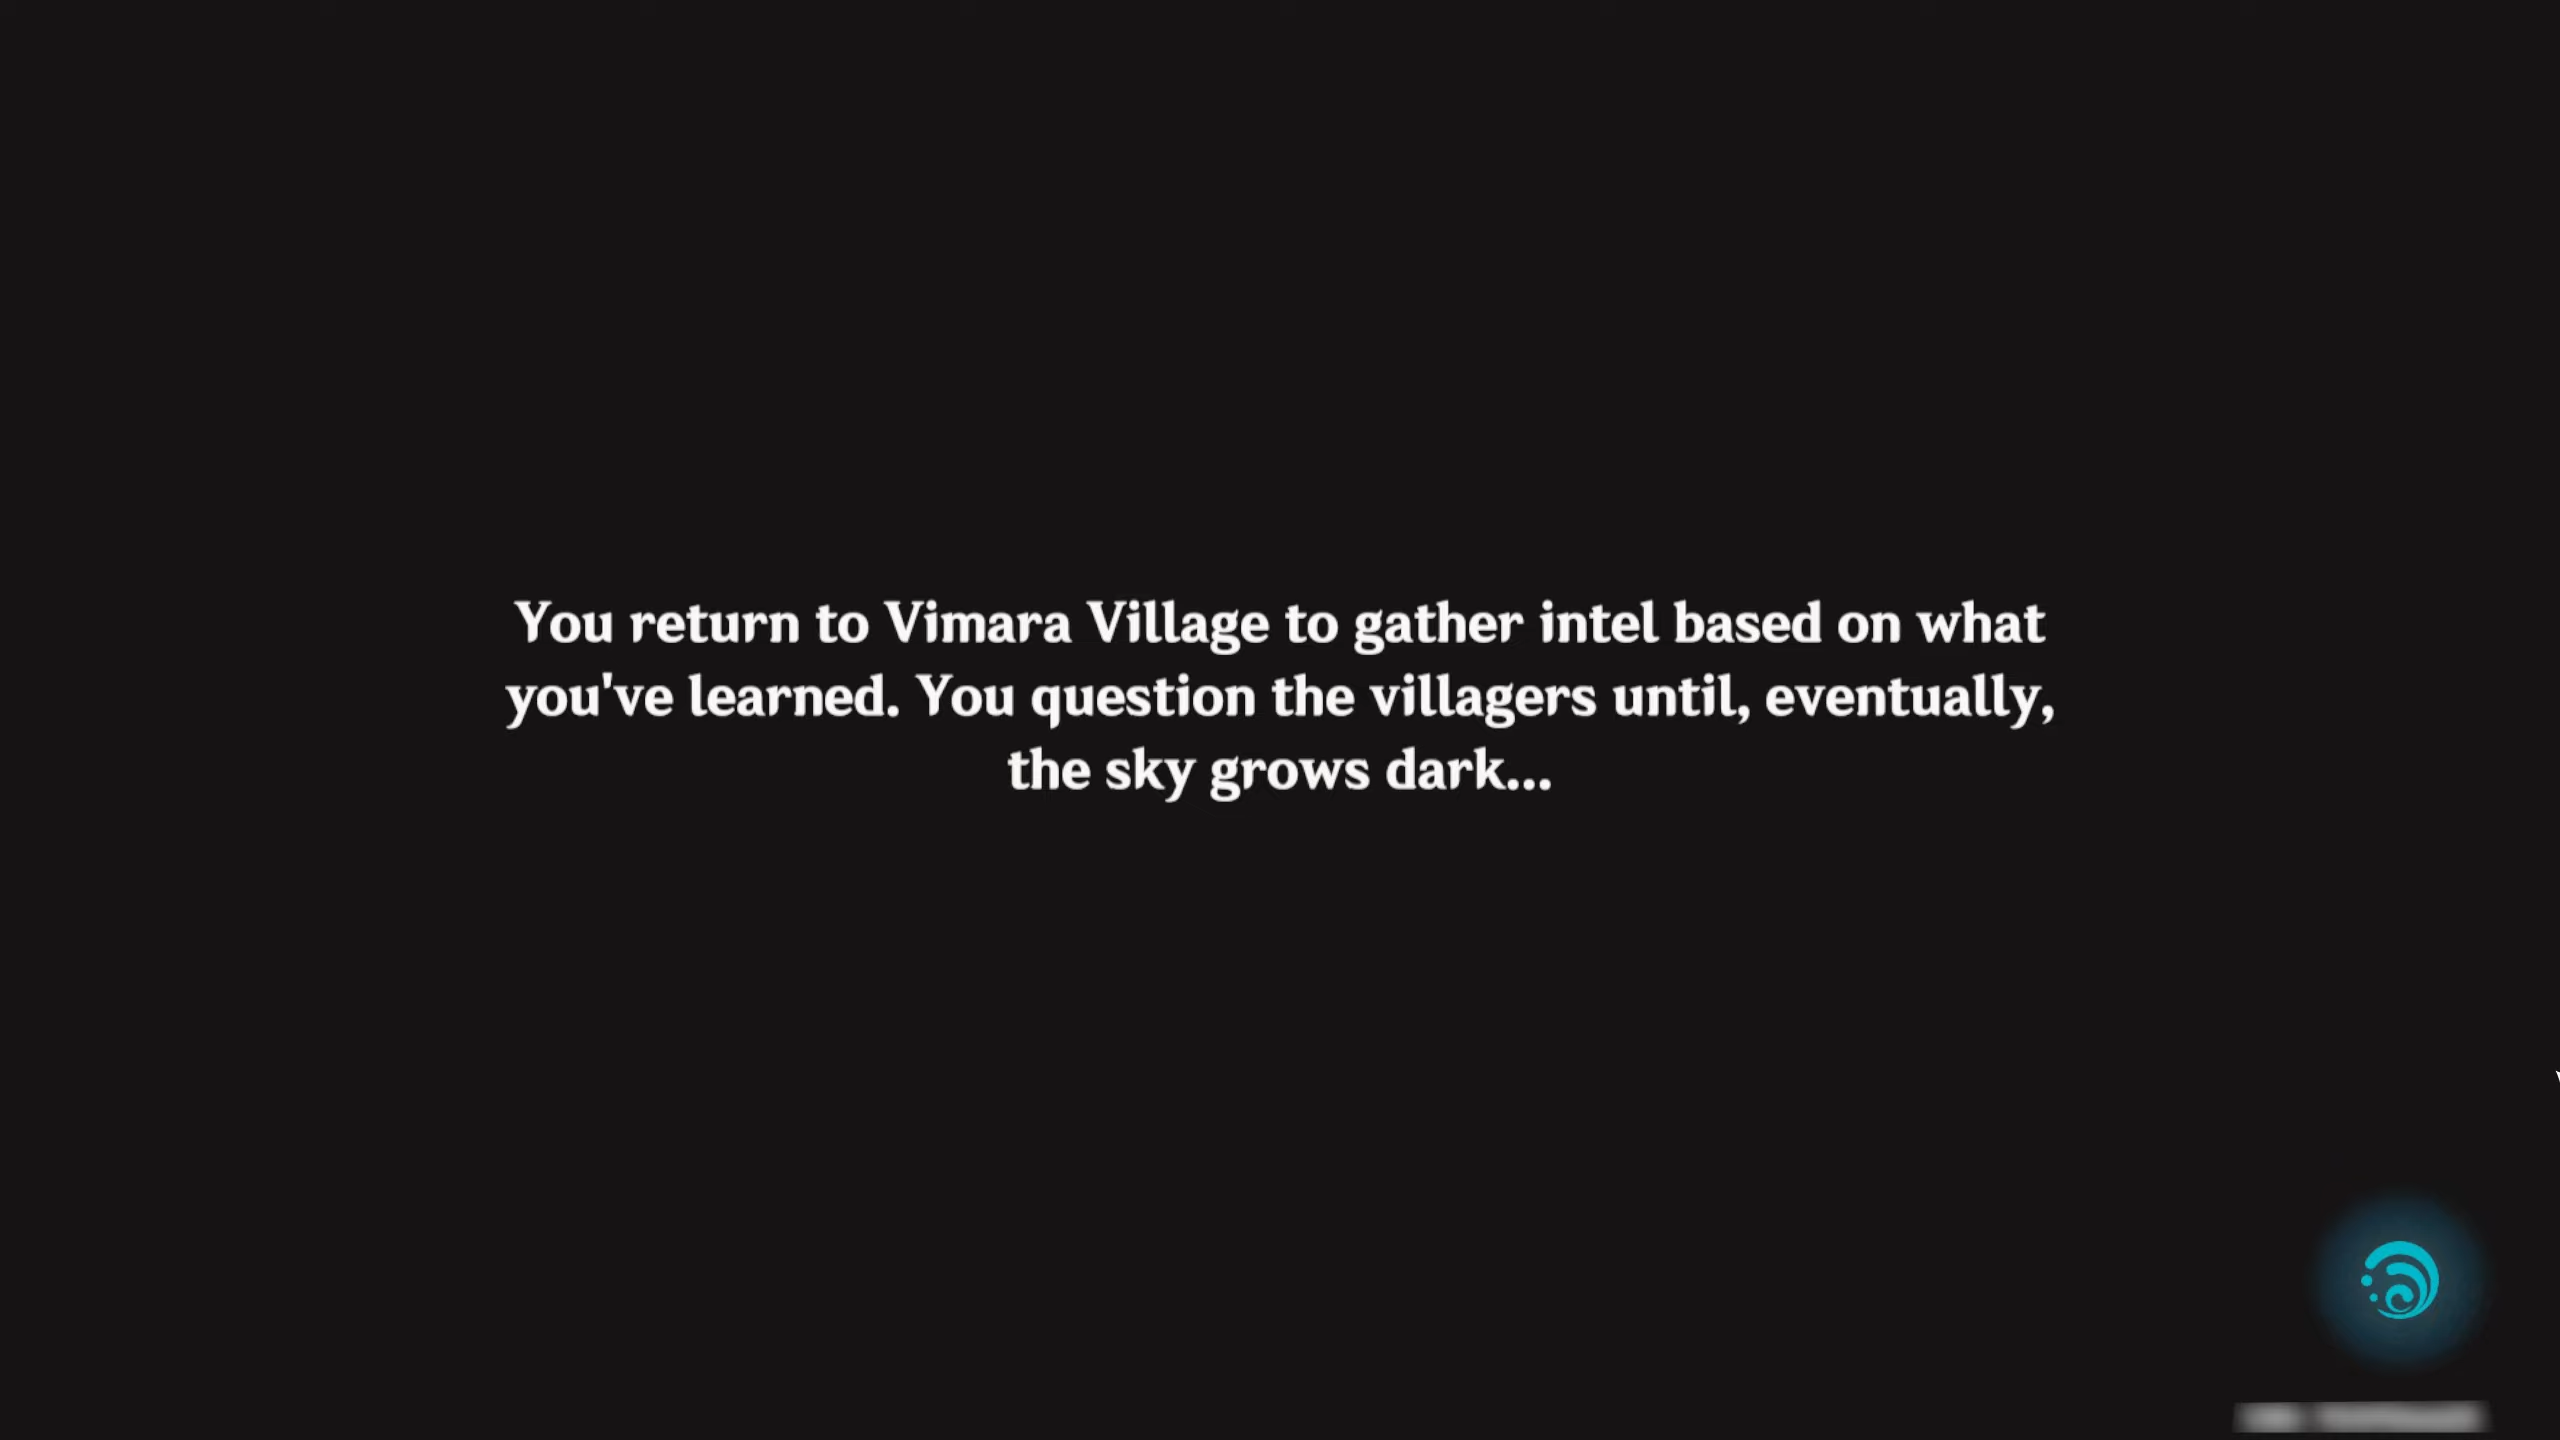 You return to Vimara Village to gather intel based on what
you've learned. You question the villagers until, eventually,
the sky grows dark...